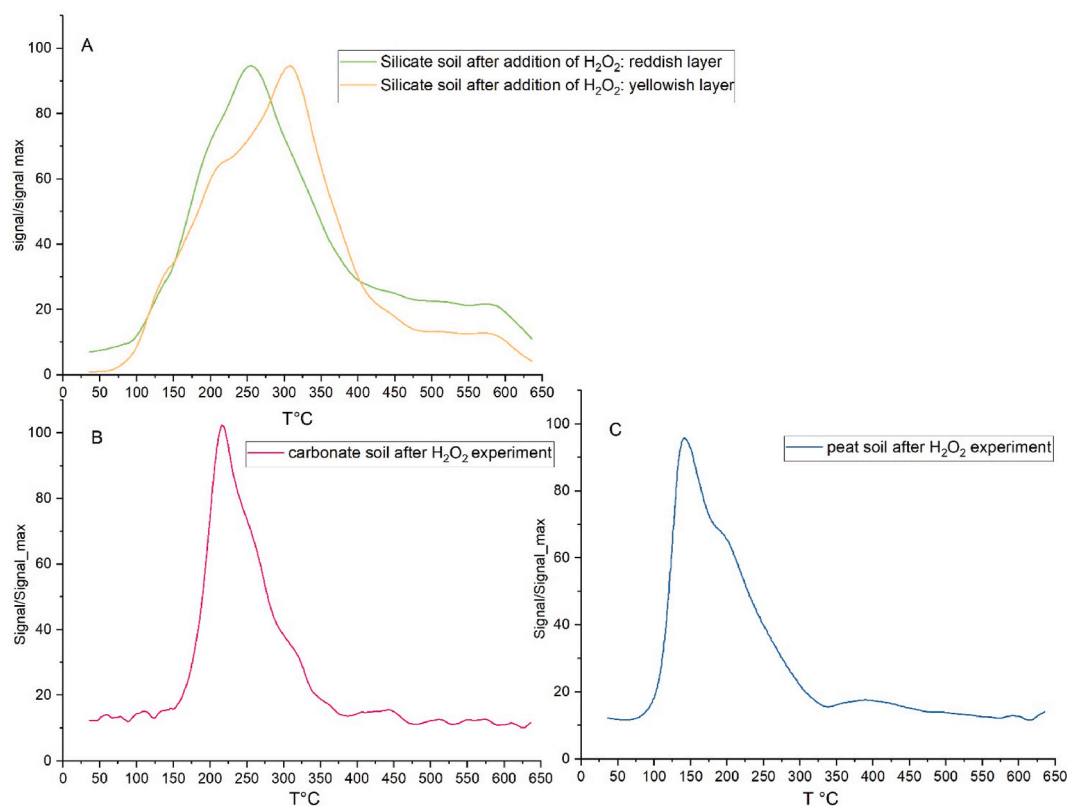 A
Silicate soil after addition of H₂O₂: reddish layer
Silicate soil after addition of H₂O₂: yellowish layer
signal/signal max
100
80
60
40
20
0
0 50 100 150 200 250 300 350 400 450 500 550 600 650
T°C
B
carbonate soil after H₂O₂ experiment
Signal/Signal_max
100
80
60
40
20
0
0 50 100 150 200 250 300 350 400 450 500 550 600 650
T°C
C
peat soil after H₂O₂ experiment
Signal/Signal_max
100
80
60
40
20
0
0 50 100 150 200 250 300 350 400 450 500 550 600 650
T °C